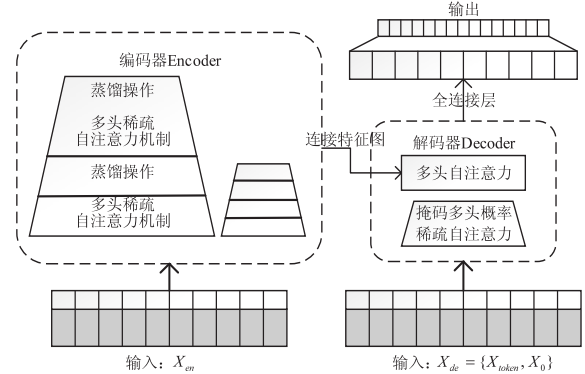 编码器Encoder
蒸馏操作
多头稀疏
自注意力机制
蒸馏操作
多头稀疏
自注意力机制
输入：X_en
连接特征图
输出
全连接层
解码器Decoder
多头自注意力
掩码多头概率
稀疏自注意力
输入：X_de = {X_token, X_0}